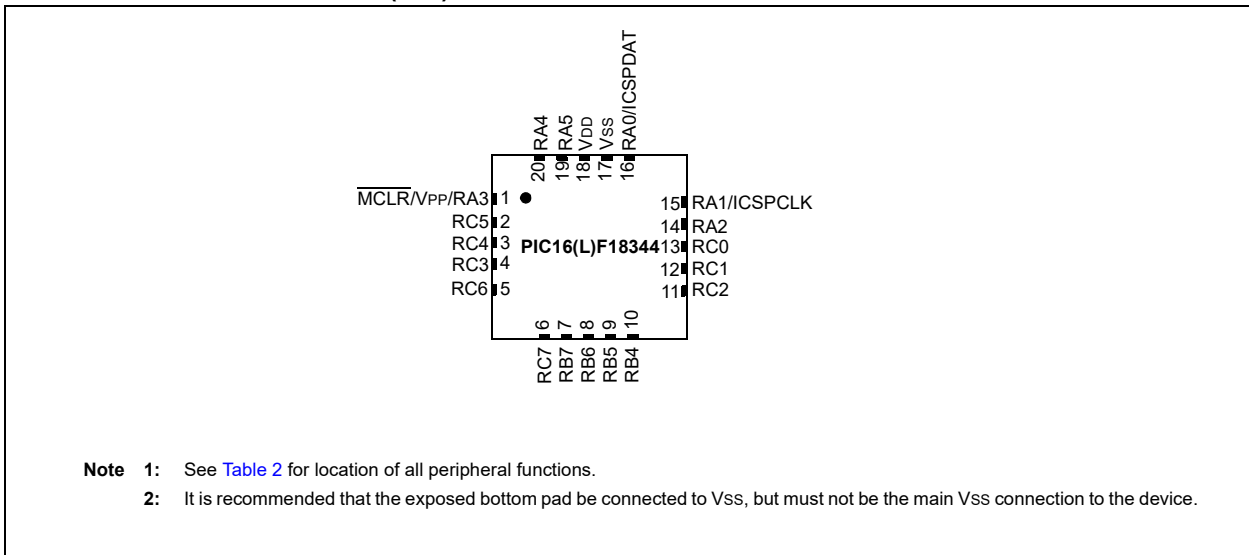 20 RA4
19 RA5
18 VDD
17 VSS
16 RA0/ICSPDAT
MCLR/VPP/RA3 1
RC5 2
RC4 3
RC3 4
RC6 5
PIC16(L)F18344
15 RA1/ICSPCLK
14 RA2
13 RC0
12 RC1
11 RC2
6 RC7
7 RB7
8 RB6
9 RB5
10 RB4
Note 1: See Table 2 for location of all peripheral functions.
2: It is recommended that the exposed bottom pad be connected to VSS, but must not be the main VSS connection to the device.